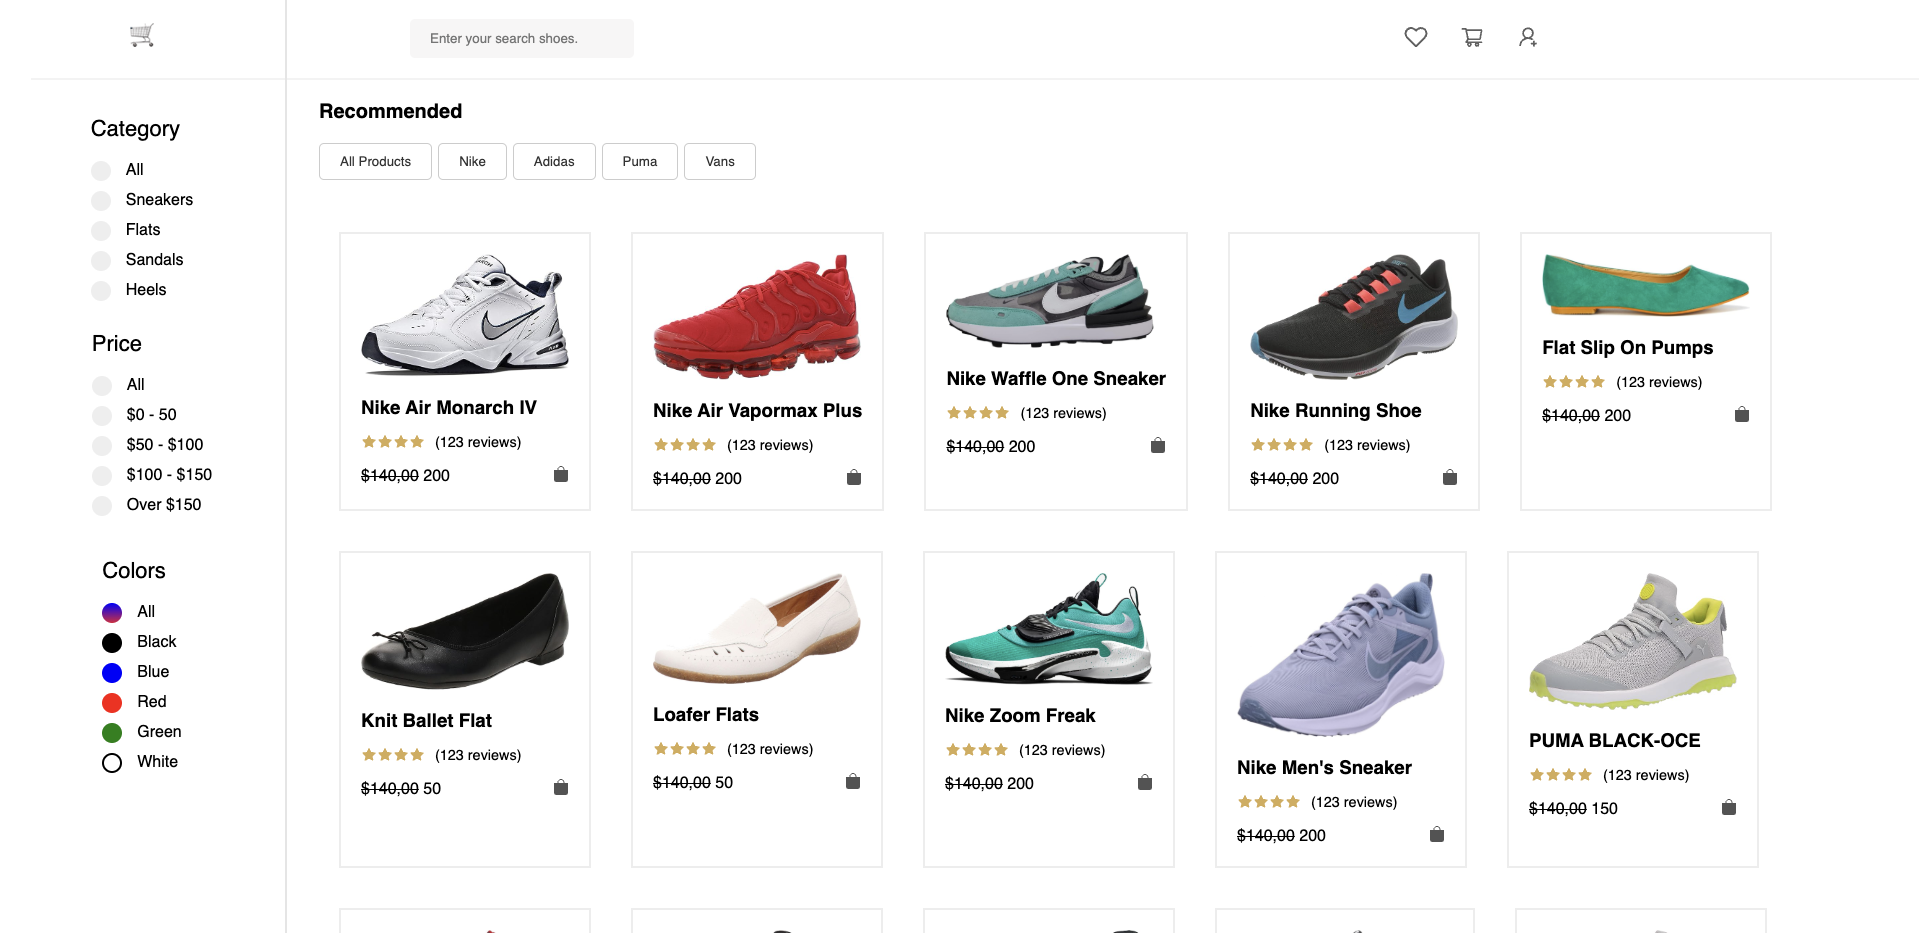 Enter your search shoes.
Category
All
Sneakers
Flats
Sandals
Heels
Price
All
$0 - 50
$50 - $100
$100 - $150
Over $150
Colors
All
Black
Blue
Red
Green
White
Recommended
All Products
Nike
Adidas
Puma
Vans
Nike Air Monarch IV
(123 reviews)
$140,00 200
Nike Air Vapormax Plus
(123 reviews)
$140,00 200
Nike Waffle One Sneaker
(123 reviews)
$140,00 200
Nike Running Shoe
(123 reviews)
$140,00 200
Flat Slip On Pumps
(123 reviews)
$140,00 200
Knit Ballet Flat
(123 reviews)
$140,00 50
Loafer Flats
(123 reviews)
$140,00 50
Nike Zoom Freak
(123 reviews)
$140,00 200
Nike Men's Sneaker
(123 reviews)
$140,00 200
PUMA BLACK-OCE
(123 reviews)
$140,00 150